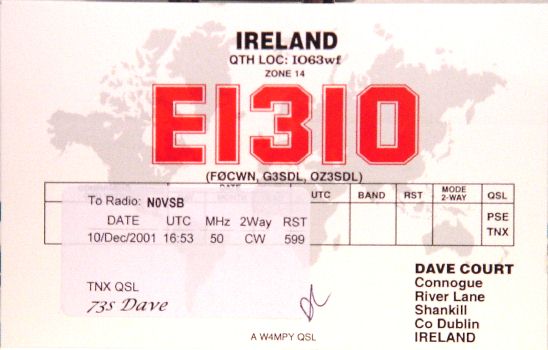 IRELAND
QTH LOC: IO63wf
ZONE 14
EI3IO
(FØCWN, G3SDL, OZ3SDL)
UTC BAND RST MODE 2-WAY QSL
PSE
TNX
To Radio: N0VSB
DATE UTC MHz 2Way RST
10/Dec/2001 16:53 50 CW 599
TNX QSL
73s Dave
DAVE COURT
Connogue
River Lane
Shankill
Co Dublin
IRELAND
A W4MPY QSL